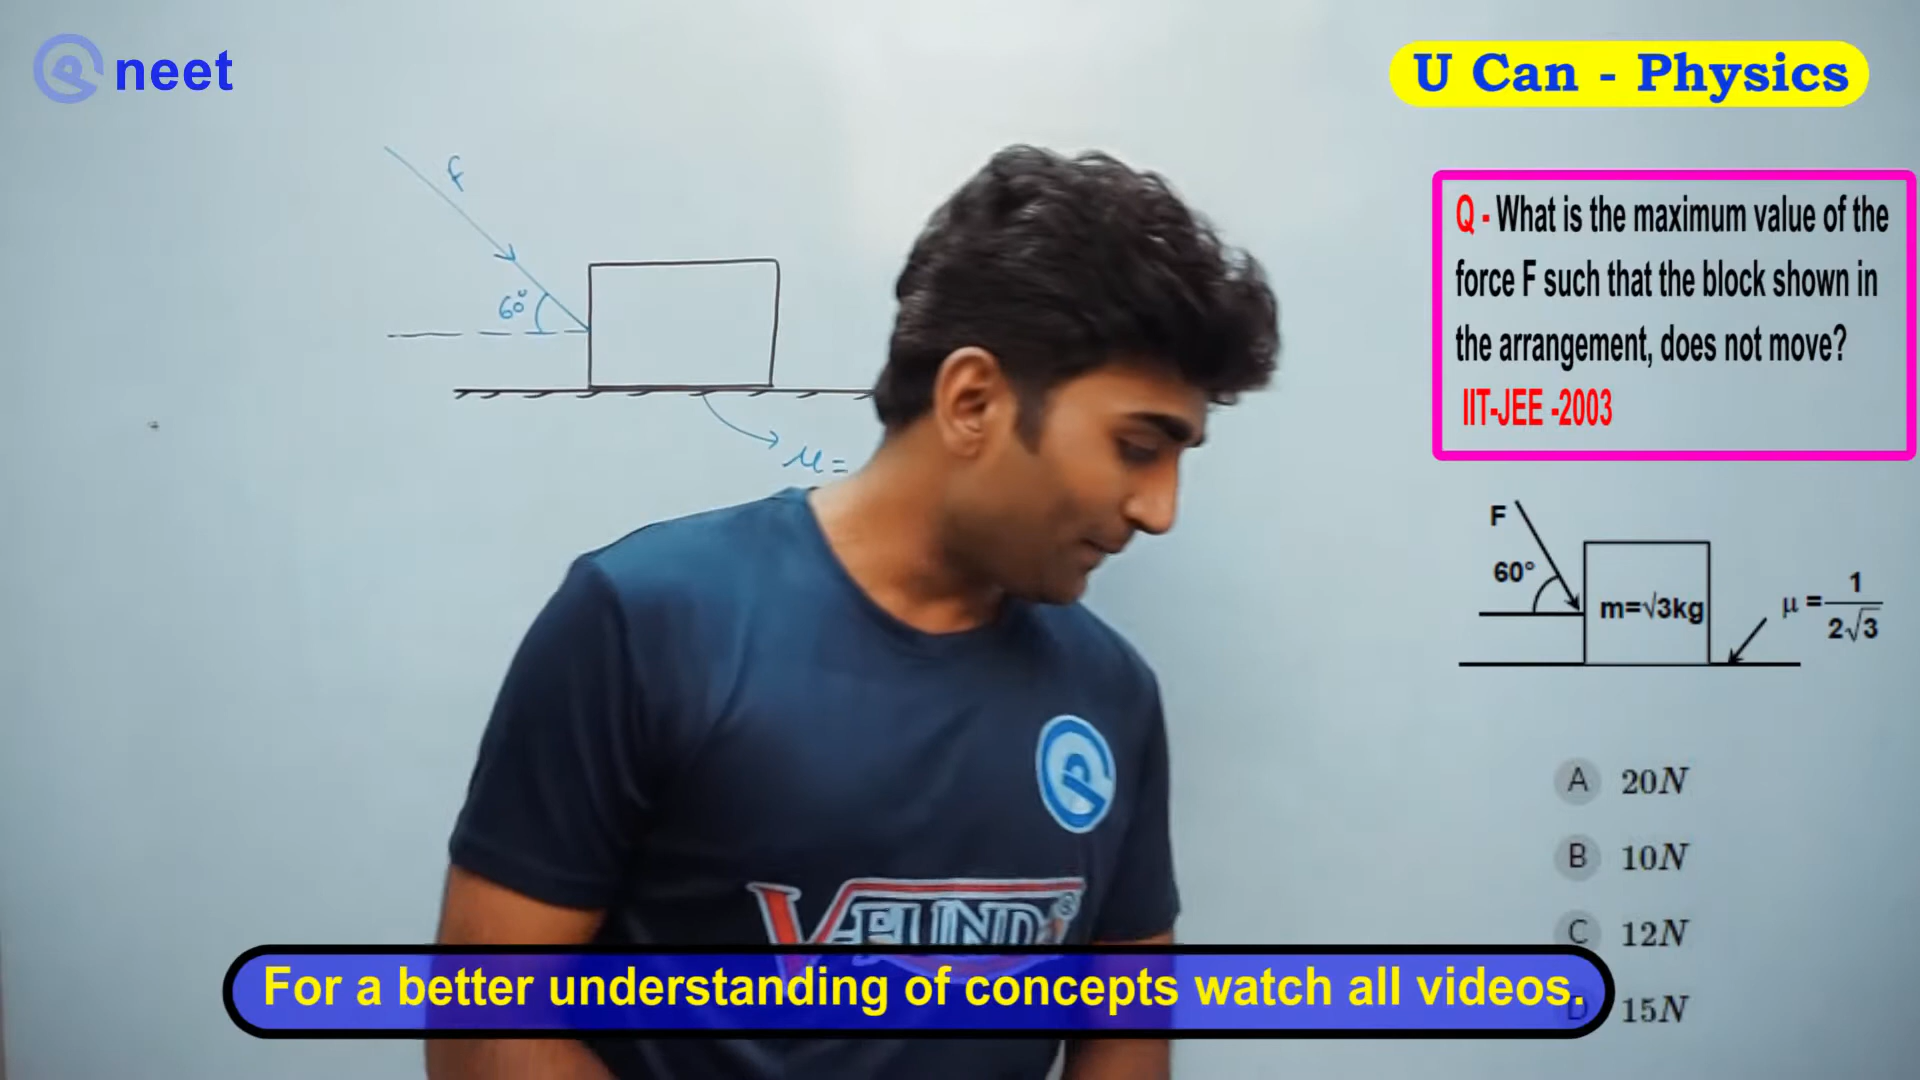 neet
U Can - Physics
Q - What is the maximum value of the
force F such that the block shown in
the arrangement, does not move?
IIT-JEE -2003
f
60°
μ =
F
60°
m=√3kg
μ = 1
2√3
A 20N
B 10N
C 12N
D 15N
For a better understanding of concepts watch all videos.